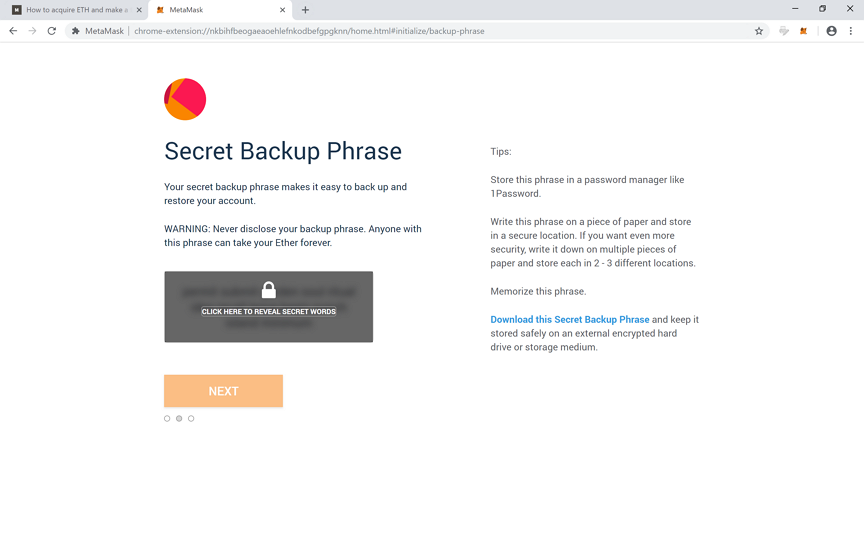 How to acquire ETH and make a
MetaMask
MetaMask
chrome-extension://nkbihfbeogaeaoehlefnkodbefgpgknn/home.html#initialize/backup-phrase
Secret Backup Phrase
Your secret backup phrase makes it easy to back up and
restore your account.
WARNING: Never disclose your backup phrase. Anyone with
this phrase can take your Ether forever.
CLICK HERE TO REVEAL SECRET WORDS
NEXT
Tips:
Store this phrase in a password manager like
1Password.
Write this phrase on a piece of paper and store
in a secure location. If you want even more
security, write it down on multiple pieces of
paper and store each in 2 - 3 different locations.
Memorize this phrase.
Download this Secret Backup Phrase and keep it
stored safely on an external encrypted hard
drive or storage medium.